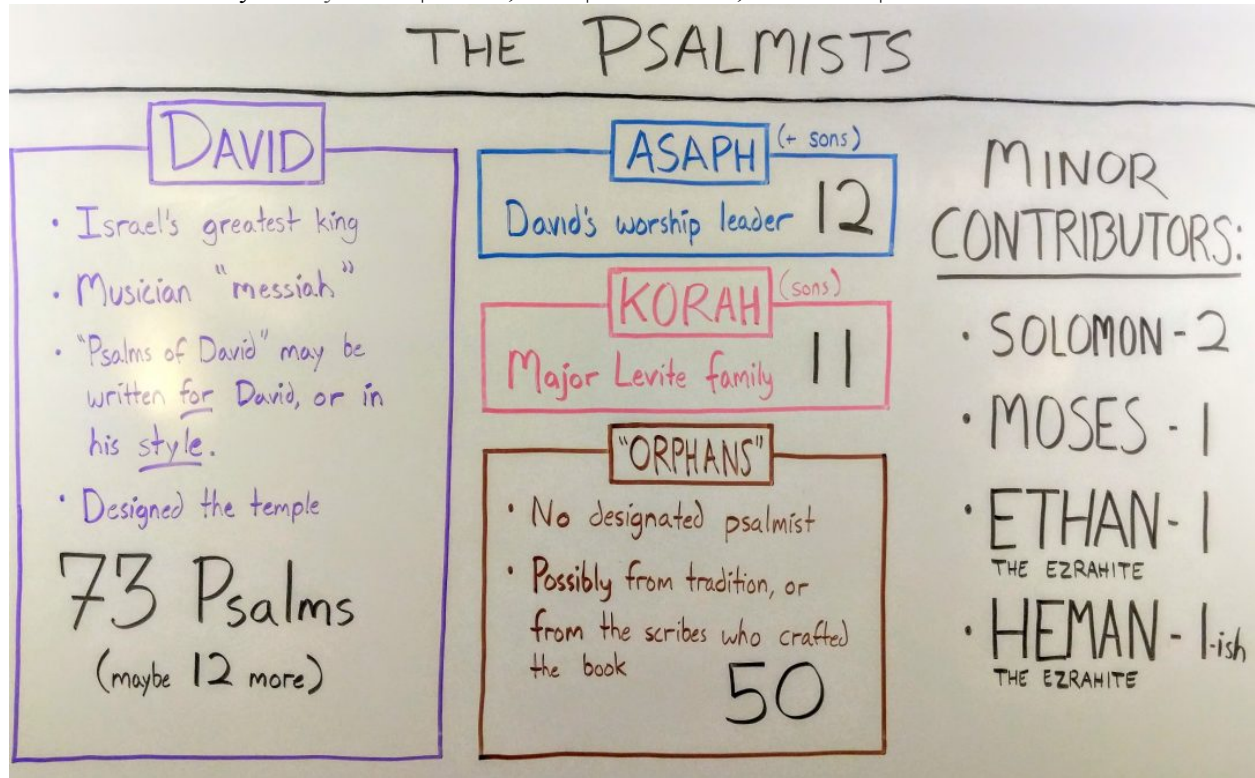 THE PSALMISTS
DAVID
• Israel's greatest king
• Musician "messiah"
• "Psalms of David" may be
written for David, or in
his style.
• Designed the temple
73 Psalms
(maybe 12 more)
ASAPH (+ sons)
David's worship leader 12
KORAH (sons)
Major Levite family 11
"ORPHANS"
• No designated psalmist
• Possibly from tradition, or
from the scribes who crafted
the book
50
MINOR
CONTRIBUTORS:
• SOLOMON - 2
• MOSES - 1
• ETHAN - 1
THE EZRAHITE
• HEMAN - 1-ish
THE EZRAHITE